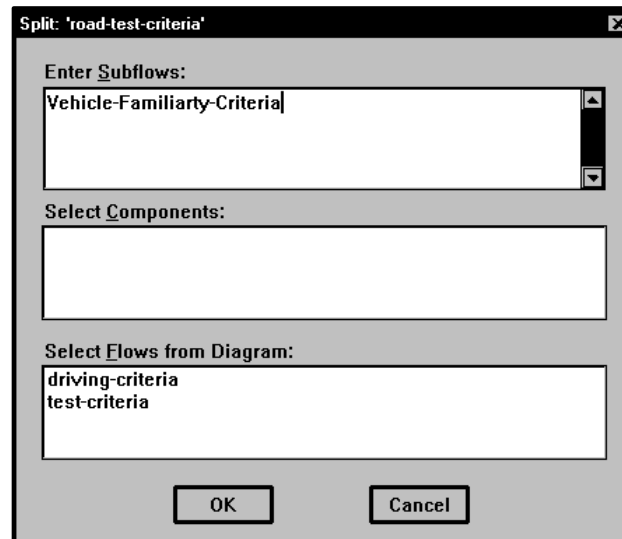 Split: 'road-test-criteria'
Enter Subflows:
Vehicle-Familiarty-Criteria
Select Components:
Select Flows from Diagram:
driving-criteria
test-criteria
OK Cancel